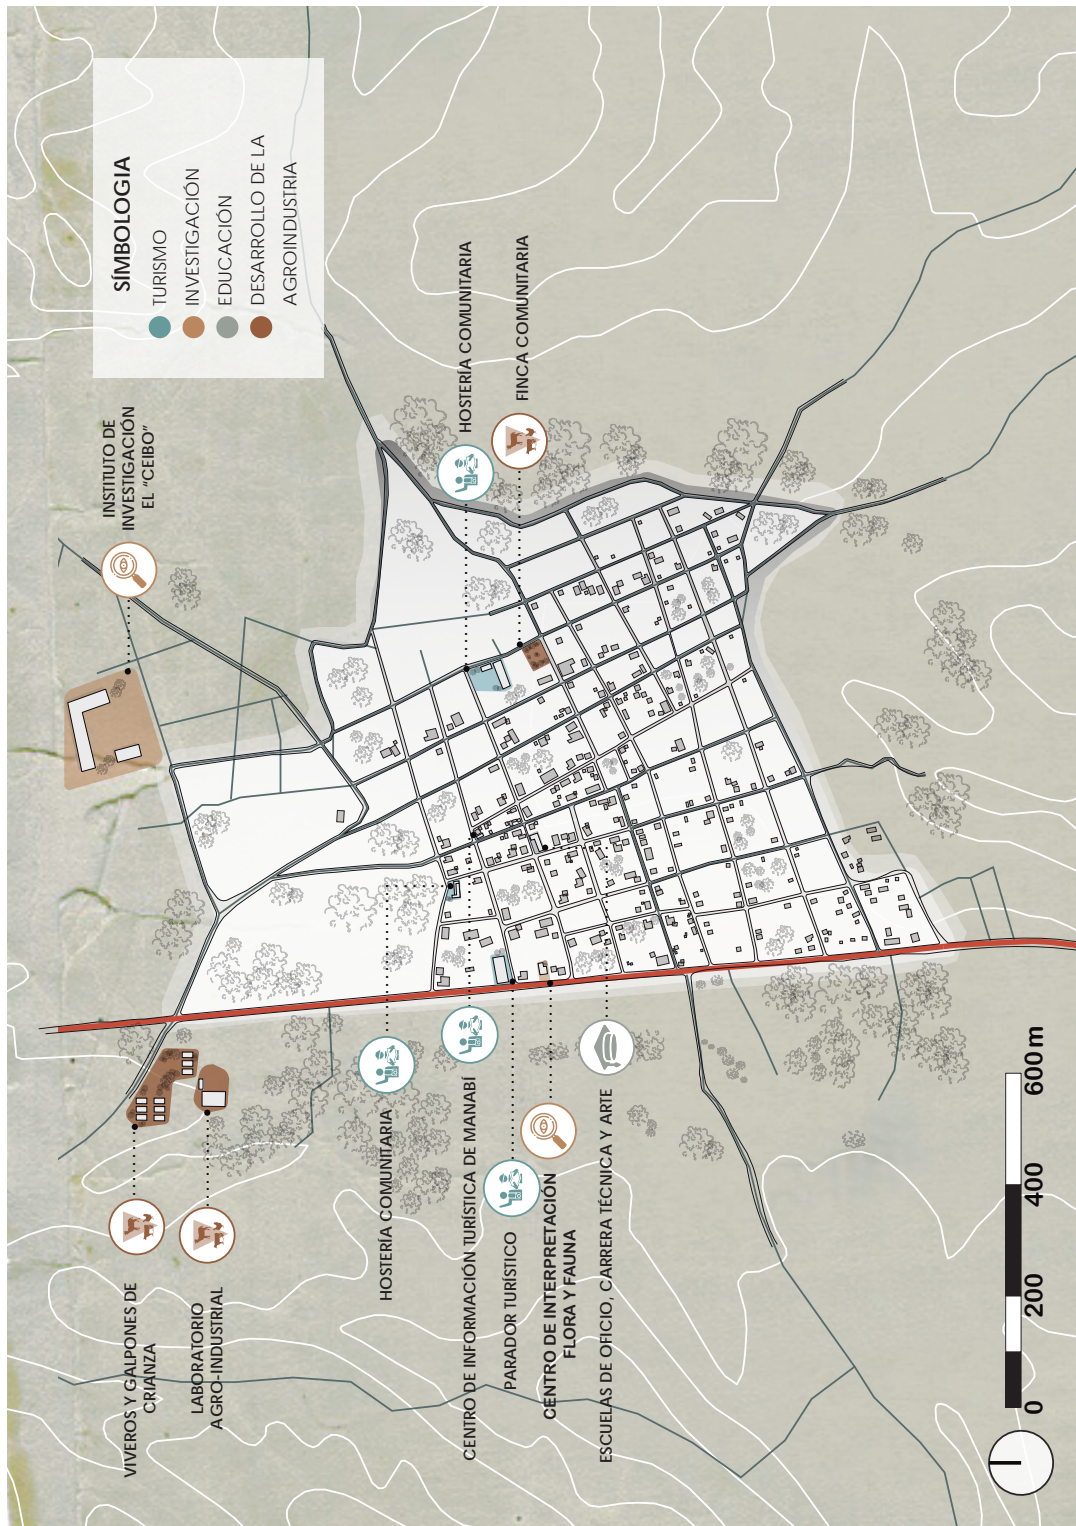 SÍMBOLOGIA
TURISMO
INVESTIGACIÓN
EDUCACIÓN
DESARROLLO DE LA
AGROINDUSTRIA
INSTITUTO DE
INVESTIGACIÓN
EL "CEIBO"
HOSTERÍA COMUNITARIA
FINCA COMUNITARIA
VIVEROS Y GALPONES DE
CRIANZA
LABORATORIO
AGRO-INDUSTRIAL
HOSTERÍA COMUNITARIA
CENTRO DE INFORMACIÓN TURÍSTICA DE MANABÍ
PARADOR TURÍSTICO
CENTRO DE INTERPRETACIÓN
FLORA Y FAUNA
ESCUELAS DE OFICIO, CARRERA TÉCNICA Y ARTE
0 200 400 600m